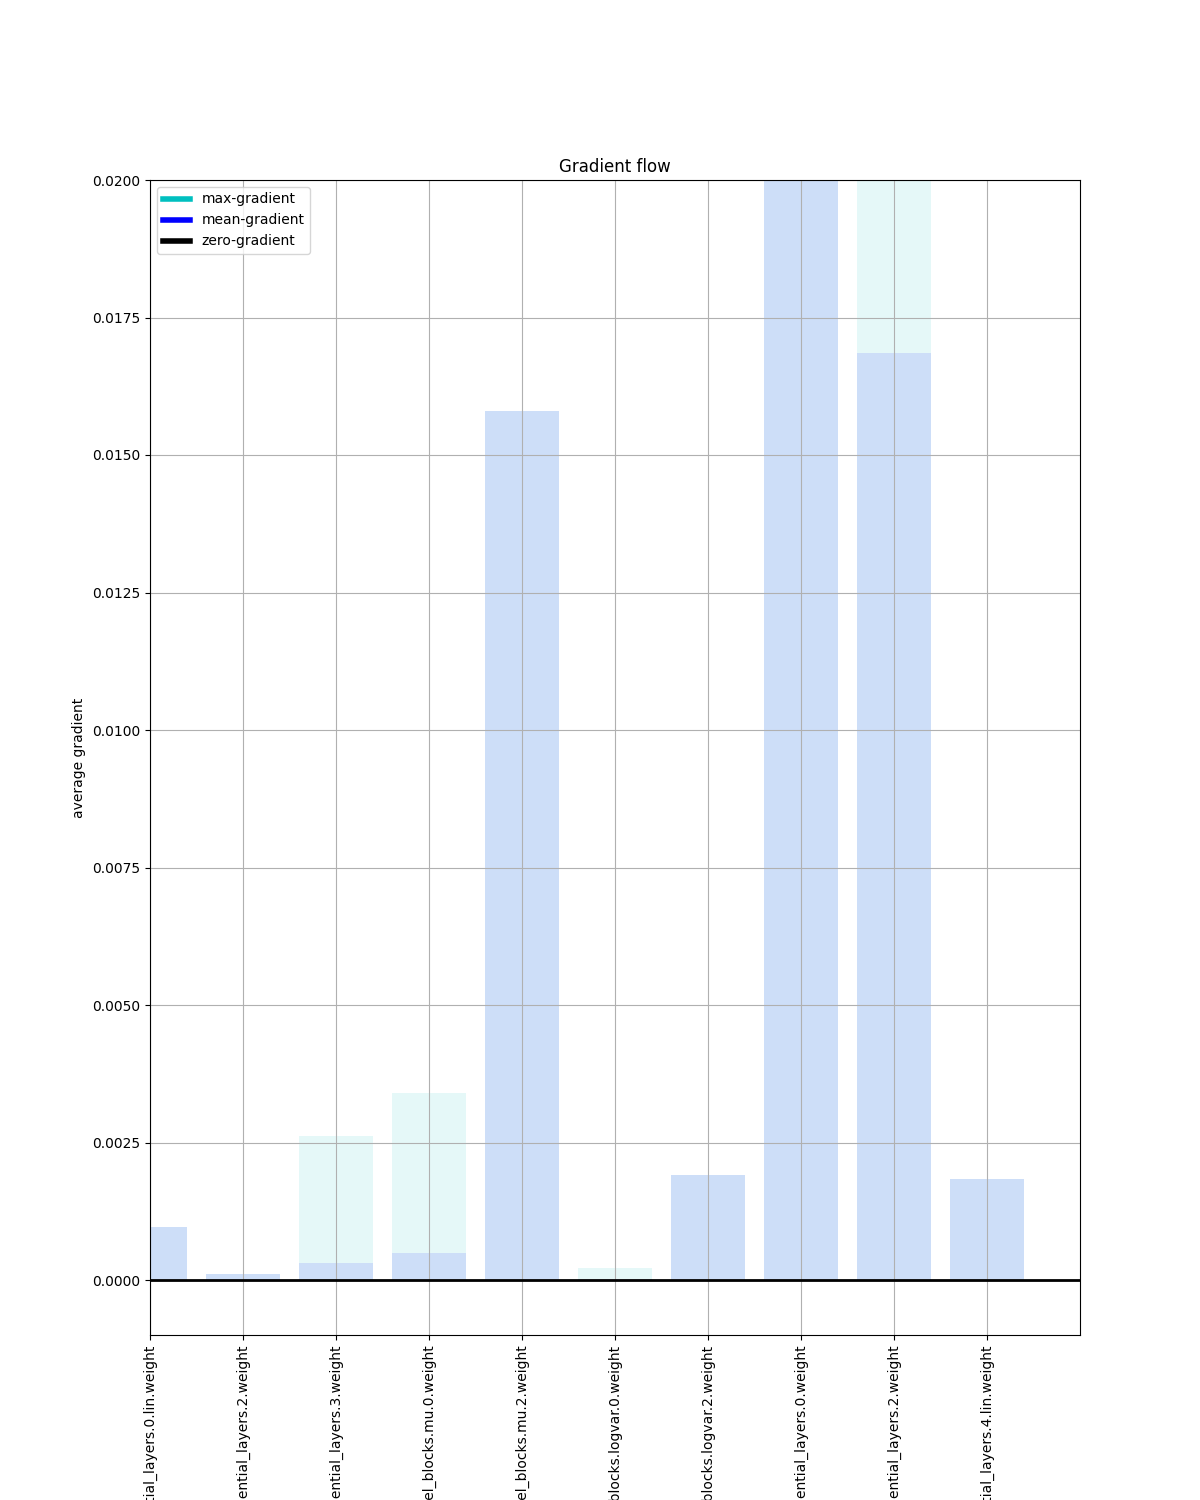 Gradient flow
max-gradient
mean-gradient
zero-gradient
0.0200
0.0175
0.0150
0.0125
0.0100
0.0075
0.0050
0.0025
0.0000
average gradient
tial_layers.0.lin.weight
ential_layers.2.weight
ential_layers.3.weight
el_blocks.mu.0.weight
el_blocks.mu.2.weight
blocks.logvar.0.weight
blocks.logvar.2.weight
ential_layers.0.weight
ential_layers.2.weight
tial_layers.4.lin.weight